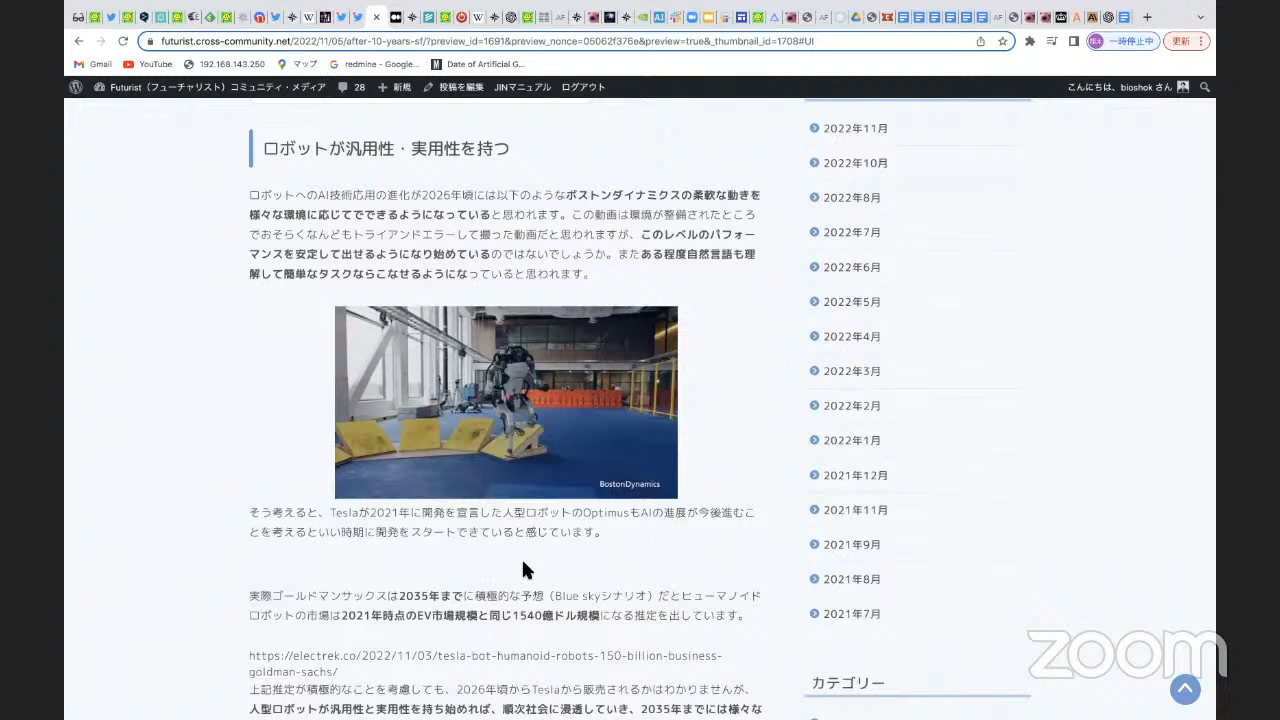 futurist.cross-community.net/2022/11/05/after-10-years-sf/?preview_id=1691&preview_nonce=05062f376e&preview=true&_thumbnail_id=1708#UI
一時停止中
更新
Gmail
YouTube
192.168.143.250
マップ
redmine - Google...
Date of Artificial G...
Futurist（フューチャリスト）コミュニティ・メディア
28
新規
投稿を編集
JINマニュアル
ログアウト
こんにちは、bioshok さん
ロボットが汎用性・実用性を持つ
ロボットへのAI技術応用の進化が2026年頃には以下のようなボストンダイナミクスの柔軟な動きを
様々な環境に応じてでできるようになっていると思われます。この動画は環境が整備されたところ
でおそらくなんどもトライアンドエラーして撮った動画だと思われますが、このレベルのパフォー
マンスを安定して出せるようになり始めているのではないでしょうか。またある程度自然言語も理
解して簡単なタスクならこなせるようになっていると思われます。
BostonDynamics
そう考えると、Teslaが2021年に開発を宣言した人型ロボットのOptimusもAIの進展が今後進むこ
とを考えるといい時期に開発をスタートできていると感じています。
実際ゴールドマンサックスは2035年までに積極的な予想（Blue skyシナリオ）だとヒューマノイド
ロボットの市場は2021年時点のEV市場規模と同じ1540億ドル規模になる推定を出しています。
https://electrek.co/2022/11/03/tesla-bot-humanoid-robots-150-billion-business-
goldman-sachs/
上記推定が積極的なことを考慮しても、2026年頃からTeslaから販売されるかはわかりませんが、
人型ロボットが汎用性と実用性を持ち始めれば、順次社会に浸透していき、2035年までには様々な
2022年11月
2022年10月
2022年8月
2022年7月
2022年6月
2022年5月
2022年4月
2022年3月
2022年2月
2022年1月
2021年12月
2021年11月
2021年9月
2021年8月
2021年7月
カテゴリー
zoom